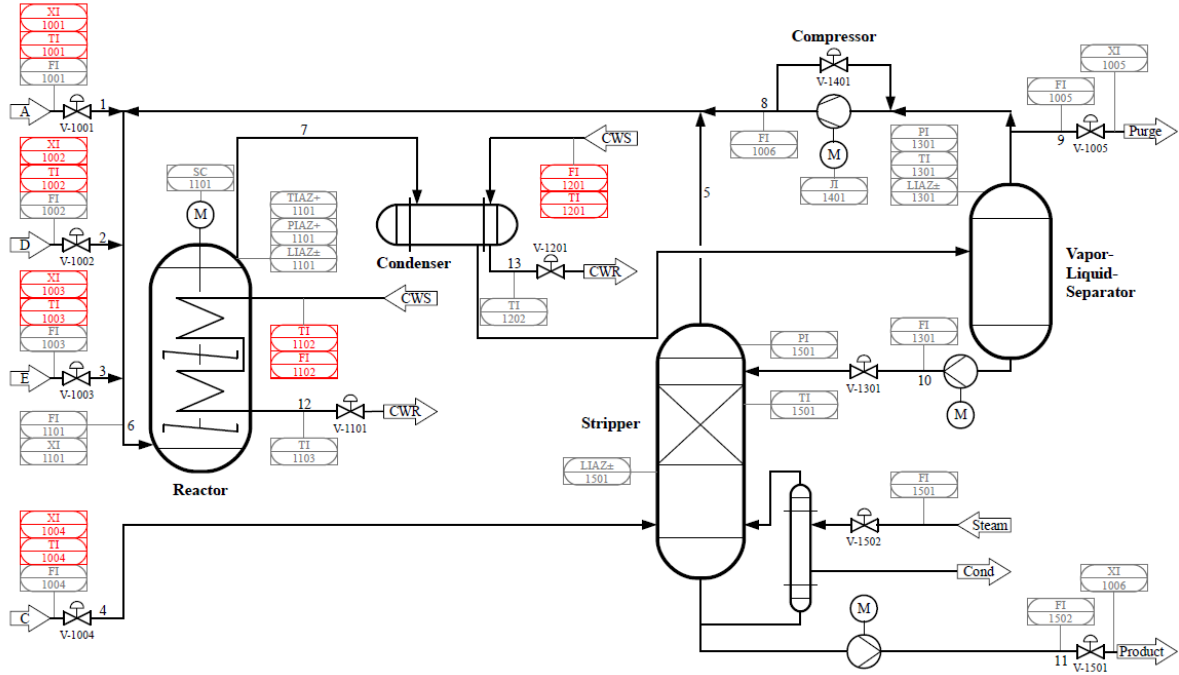 XI
1001
TI
1001
FI
1001
A
V-1001
1
XI
1002
TI
1002
FI
1002
D
V-1002
2
XI
1003
TI
1003
FI
1003
E
V-1003
3
FI
1101
XI
1101
6
XI
1004
TI
1004
FI
1004
C
V-1004
4
7
SC
1101
M
TIAZ+
1101
PIAZ+
1101
LIAZ±
1101
CWS
TI
1102
FI
1102
12
V-1101
CWR
TI
1103
Reactor
CWS
FI
1201
TI
1201
Condenser
13
V-1201
CWR
TI
1202
Compressor
V-1401
8
FI
1006
M
JI
1401
5
PI
1301
TI
1301
LIAZ±
1301
FI
1005
XI
1005
9
V-1005
Purge
Vapor-
Liquid-
Separator
PI
1501
FI
1301
V-1301
10
M
TI
1501
Stripper
LIAZ±
1501
FI
1501
V-1502
Steam
Cond
M
FI
1502
XI
1006
11
V-1501
Product